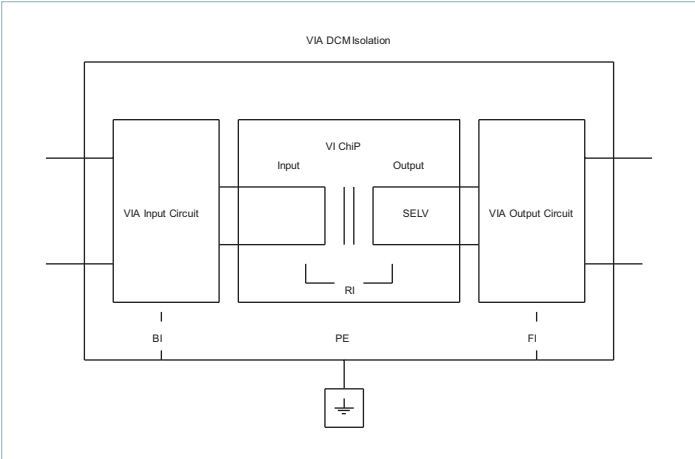 VIA DCM Isolation
VI ChiP
Input
Output
VIA Input Circuit
SELV
VIA Output Circuit
RI
BI
PE
FI